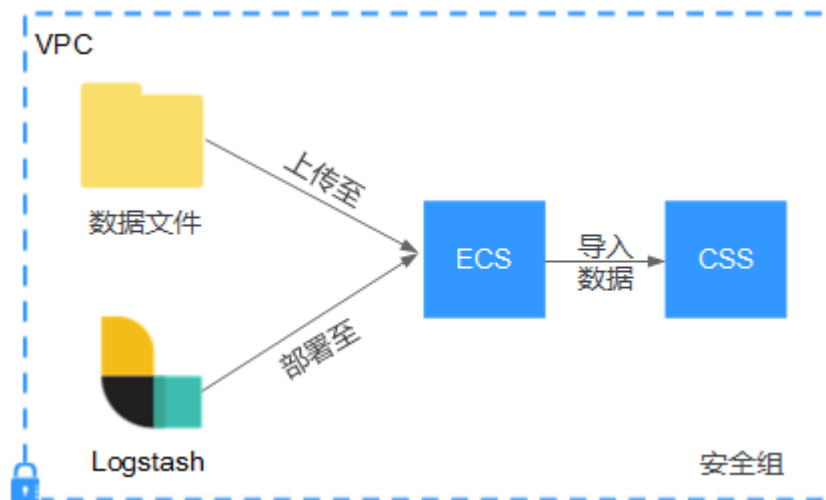 VPC
上传至
数据文件
ECS
导入
数据
CSS
部署至
Logstash
安全组